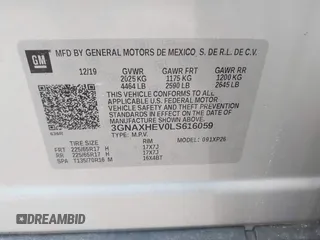 GM
MFD BY GENERAL MOTORS DE MEXICO, S. DE R.L. DE C.V.
12/19 GVWR GAWR FRT GAWR RR
2025 KG 1175 KG 1200 KG
4464 LB 2590 LB 2645 LB
THIS VEHICLE CONFORMS TO ALL APPLICABLE
U.S. FEDERAL MOTOR VEHICLE
SAFETY AND THEFT PREVENTION
STANDARDS IN EFFECT ON THE DATE OF
MANUFACTURE SHOWN ABOVE.
3GNAXHEV0LS616059
TYPE: M.P.V. MODEL:
TIRE SIZE RIM
FRT 225/65R17 H 17X7J
RR 225/65R17 H 17X7J
SPA T135/70R16 M 16X4BT
DREAMBID